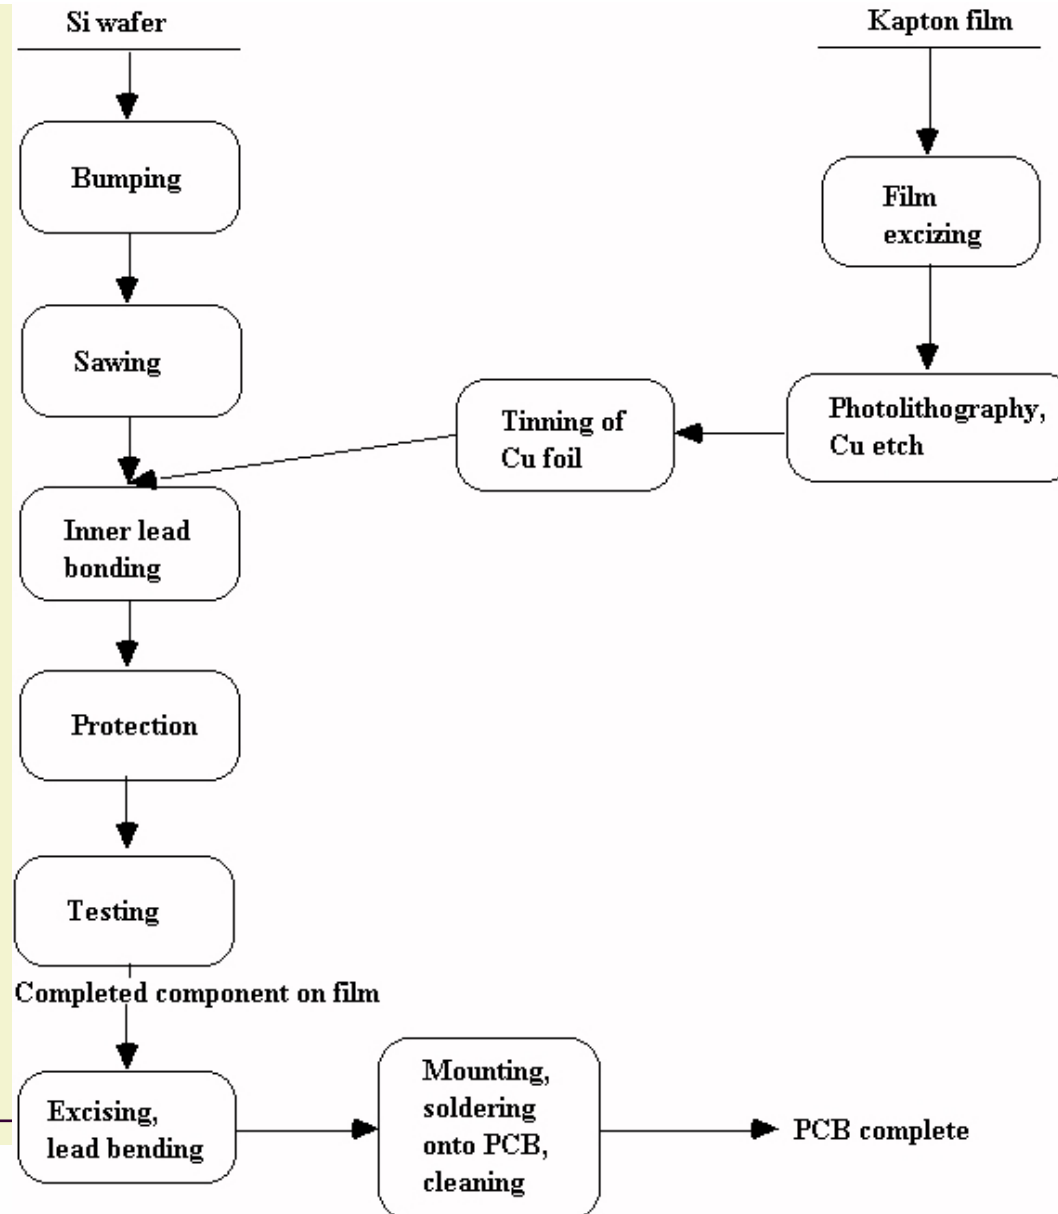 Si wafer
Kapton film
Bumping
Film
excizing
Sawing
Photolithography,
Cu etch
Tinning of
Cu foil
Inner lead
bonding
Protection
Testing
Completed component on film
Excising,
lead bending
Mounting,
soldering
onto PCB,
cleaning
PCB complete